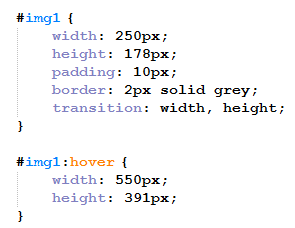 #img1 {
width: 250px;
height: 178px;
padding: 10px;
border: 2px solid grey;
transition: width, height;
}
#img1:hover {
width: 550px;
height: 391px;
}